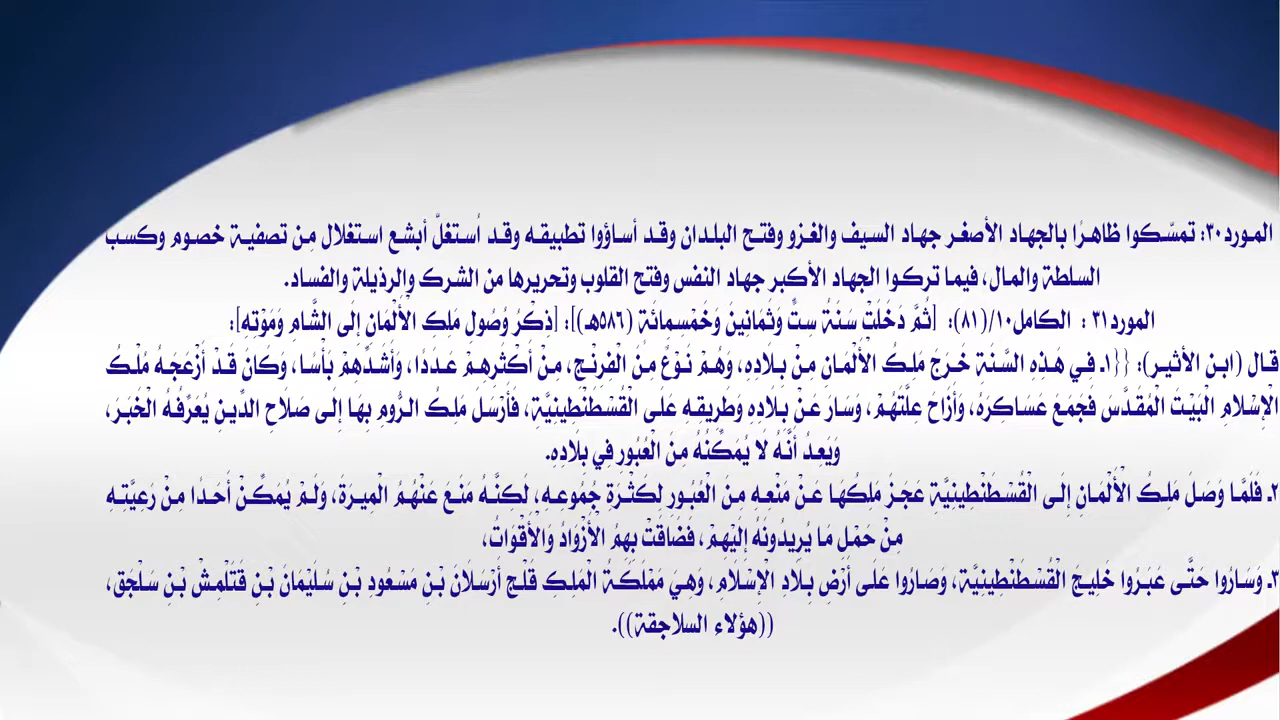 المورد٣٠: تمسّكوا ظاهرًا بالجهاد الأصغر جهاد السيف والغزو وفتح البلدان وقد أساؤوا تطبيقه وقد اُستغلّ أبشع استغلال مِن تصفية خصوم وكسب
السلطة والمال، فيما تركوا الجهاد الأكبر جهاد النفس وفتح القلوب وتحريرها من الشرك والرذيلة والفساد.
المورد٣١ : الكامل١٠/(٨١): [ثُمَّ دَخَلَتْ سَنَةُ سِتٍّ وَثَمَانِينَ وَخَمْسِمِائَة (٥٨٦هـ)]: [ذِكْرُ وُصُولِ مَلِكِ الْأَلْمَانِ إِلَى الشَّامِ وَمَوْتِهِ]:
قال (ابن الأثير): {{١ـ فِي هَذِهِ السَّنَةِ خَرَجَ مَلِكُ الْأَلْمَانِ مِنْ بِلَادِهِ، وَهُمْ نَوْعٌ مِنَ الْفِرِنْجِ، مِنْ أَكْثَرِهِمْ عَدَدًا، وَأَشَدِّهِمْ بَأْسًا، وَكَانَ قَدْ أَزْعَجَهُ مُلْكُ
الْإِسْلَامِ الْبَيْتَ الْمُقَدَّسَ فَجَمَعَ عَسَاكِرَهُ، وَأَزَاحَ عِلَّتَهُمْ، وَسَارَ عَنْ بِلَادِهِ وَطَرِيقِهِ عَلَى الْقُسْطَنْطِينِيَّةِ، فَأَرْسَلَ مَلِكُ الرُّومِ بِهَا إِلَى صَلَاحِ الدِّينِ يُعَرِّفُهُ الْخَبَرَ،
وَيَعِدُ أَنَّهُ لَا يُمَكِّنُهُ مِنَ الْعُبُورِ فِي بِلَادِهِ.
٢ـ فَلَمَّا وَصَلَ مَلِكُ الْأَلْمَانِ إِلَى الْقُسْطَنْطِينِيَّةِ عَجَزَ مَلِكُهَا عَنْ مَنْعِهِ مِنَ الْعُبُورِ لِكَثْرَةِ جُمُوعِهِ، لَكِنَّهُ مَنَعَ عَنْهُمُ الْمِيرَةَ، وَلَمْ يُمَكِّنْ أَحَدًا مِنْ رَعِيَّتِهِ
مِنْ حَمْلِ مَا يُرِيدُونَهُ إِلَيْهِمْ، فَضَاقَتْ بِهِمُ الْأَزْوَادُ وَالْأَقْوَاتُ،
٣ـ وَسَارُوا حَتَّى عَبَرُوا خَلِيجَ الْقُسْطَنْطِينِيَّةِ، وَصَارُوا عَلَى أَرْضِ بِلَادِ الْإِسْلَامِ، وَهِيَ مَمْلَكَةُ الْمَلِكِ قَلْجِ أَرْسَلَانَ بْنِ مَسْعُودِ بْنِ سُلَيْمَانَ بْنِ قُتُلْمِشَ بْنِ سَلْجُقَ،
((هؤلاء السلاجقة)).